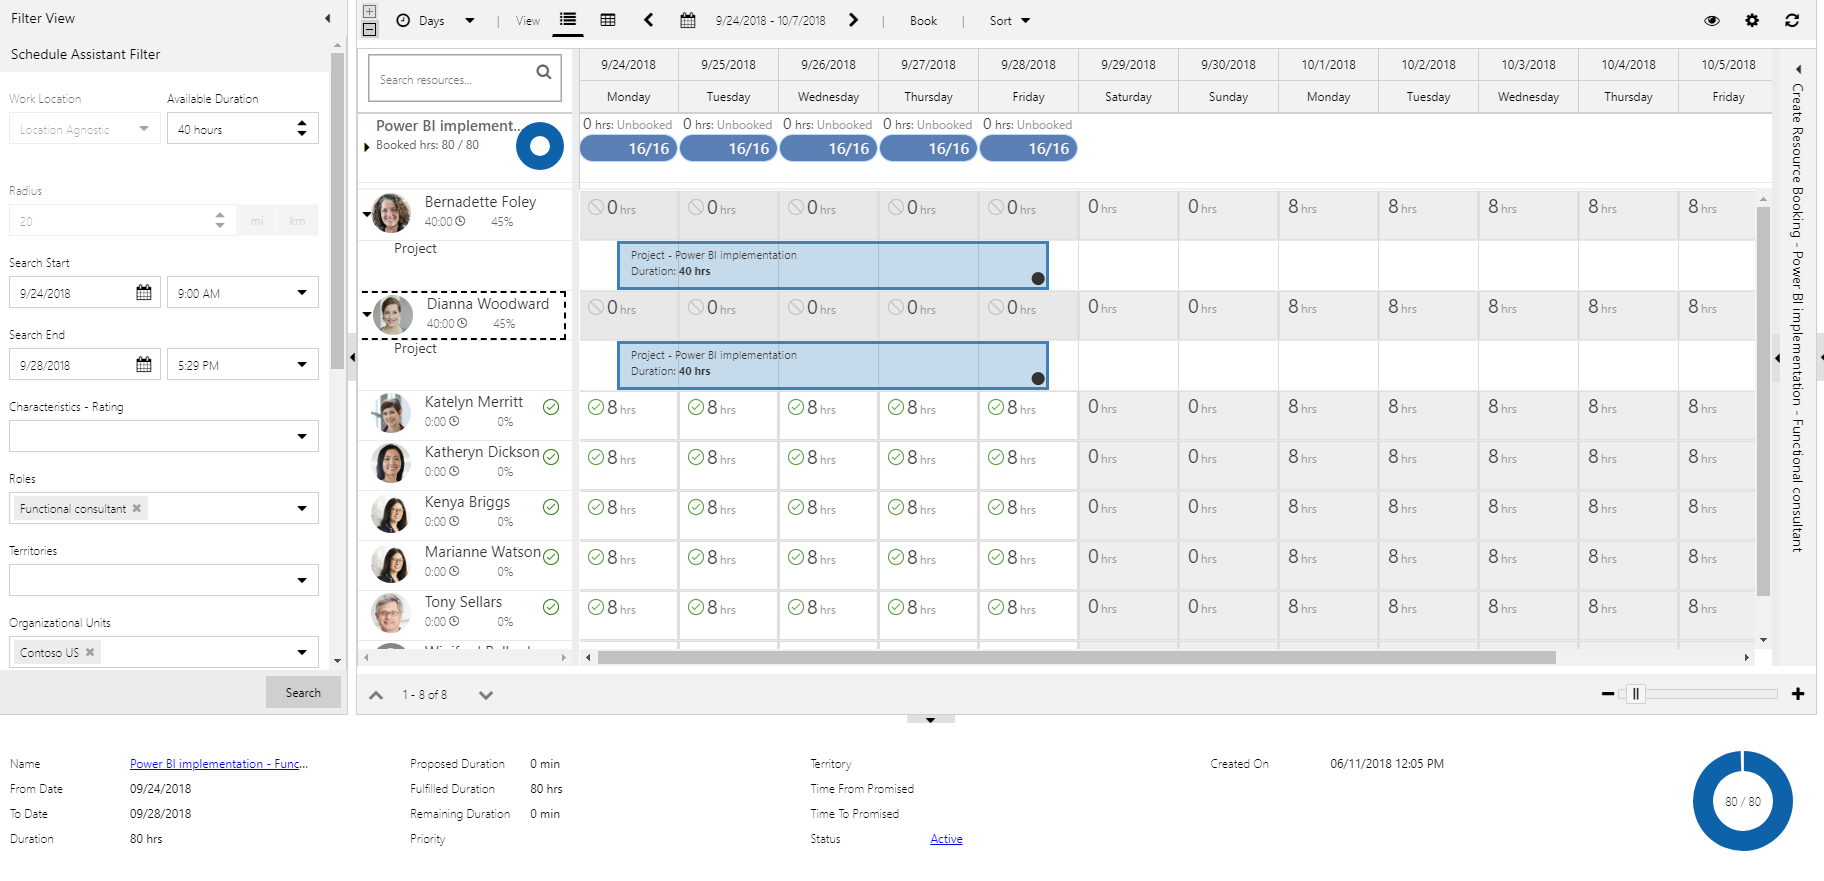 Filter View
Schedule Assistant Filter
Work Location
Available Duration
Location Agnostic
40 hours
Radius
20
mi
km
Search Start
9/24/2018
9:00 AM
Search End
9/28/2018
5:29 PM
Characteristics - Rating
Roles
Functional consultant
Territories
Organizational Units
Contoso US
Search
Days
View
9/24/2018 - 10/7/2018
Book
Sort
Search resources...
9/24/2018 9/25/2018 9/26/2018 9/27/2018 9/28/2018 9/29/2018 9/30/2018 10/1/2018 10/2/2018 10/3/2018 10/4/2018 10/5/2018
Monday Tuesday Wednesday Thursday Friday Saturday Sunday Monday Tuesday Wednesday Thursday Friday
Power BI implement...
Booked hrs: 80 / 80
0 hrs: Unbooked 0 hrs: Unbooked 0 hrs: Unbooked 0 hrs: Unbooked 0 hrs: Unbooked
16/16 16/16 16/16 16/16 16/16
Bernadette Foley
40:00 45%
0 hrs 0 hrs 0 hrs 0 hrs 0 hrs 0 hrs 0 hrs 8 hrs 8 hrs 8 hrs 8 hrs 8 hrs
Project
Project - Power BI implementation
Duration: 40 hrs
Dianna Woodward
40:00 45%
0 hrs 0 hrs 0 hrs 0 hrs 0 hrs 0 hrs 0 hrs 8 hrs 8 hrs 8 hrs 8 hrs 8 hrs
Project
Project - Power BI implementation
Duration: 40 hrs
Katelyn Merritt
0:00 0%
8 hrs 8 hrs 8 hrs 8 hrs 8 hrs 0 hrs 0 hrs 8 hrs 8 hrs 8 hrs 8 hrs 8 hrs
Katheryn Dickson
0:00 0%
8 hrs 8 hrs 8 hrs 8 hrs 8 hrs 0 hrs 0 hrs 8 hrs 8 hrs 8 hrs 8 hrs 8 hrs
Kenya Briggs
0:00 0%
8 hrs 8 hrs 8 hrs 8 hrs 8 hrs 0 hrs 0 hrs 8 hrs 8 hrs 8 hrs 8 hrs 8 hrs
Marianne Watson
0:00 0%
8 hrs 8 hrs 8 hrs 8 hrs 8 hrs 0 hrs 0 hrs 8 hrs 8 hrs 8 hrs 8 hrs 8 hrs
Tony Sellars
0:00 0%
8 hrs 8 hrs 8 hrs 8 hrs 8 hrs 0 hrs 0 hrs 8 hrs 8 hrs 8 hrs 8 hrs 8 hrs
Create Resource Booking - Power BI implementation - Functional consultant
1 - 8 of 8
Name Power BI implementation - Func...
From Date 09/24/2018
To Date 09/28/2018
Duration 80 hrs
Proposed Duration 0 min
Fulfilled Duration 80 hrs
Remaining Duration 0 min
Priority
Territory
Time From Promised
Time To Promised
Status Active
Created On 06/11/2018 12:05 PM
80 / 80